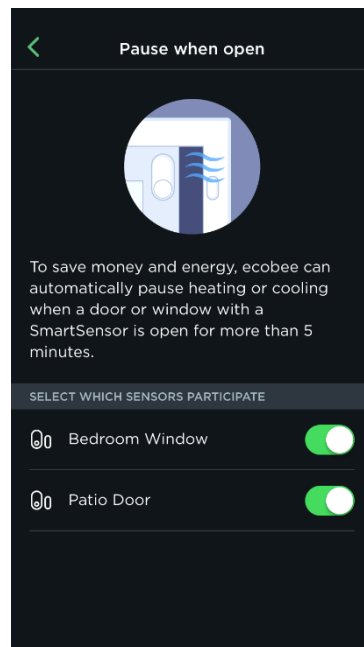 Pause when open
To save money and energy, ecobee can
automatically pause heating or cooling
when a door or window with a
SmartSensor is open for more than 5
minutes.
SELECT WHICH SENSORS PARTICIPATE
Bedroom Window
Patio Door